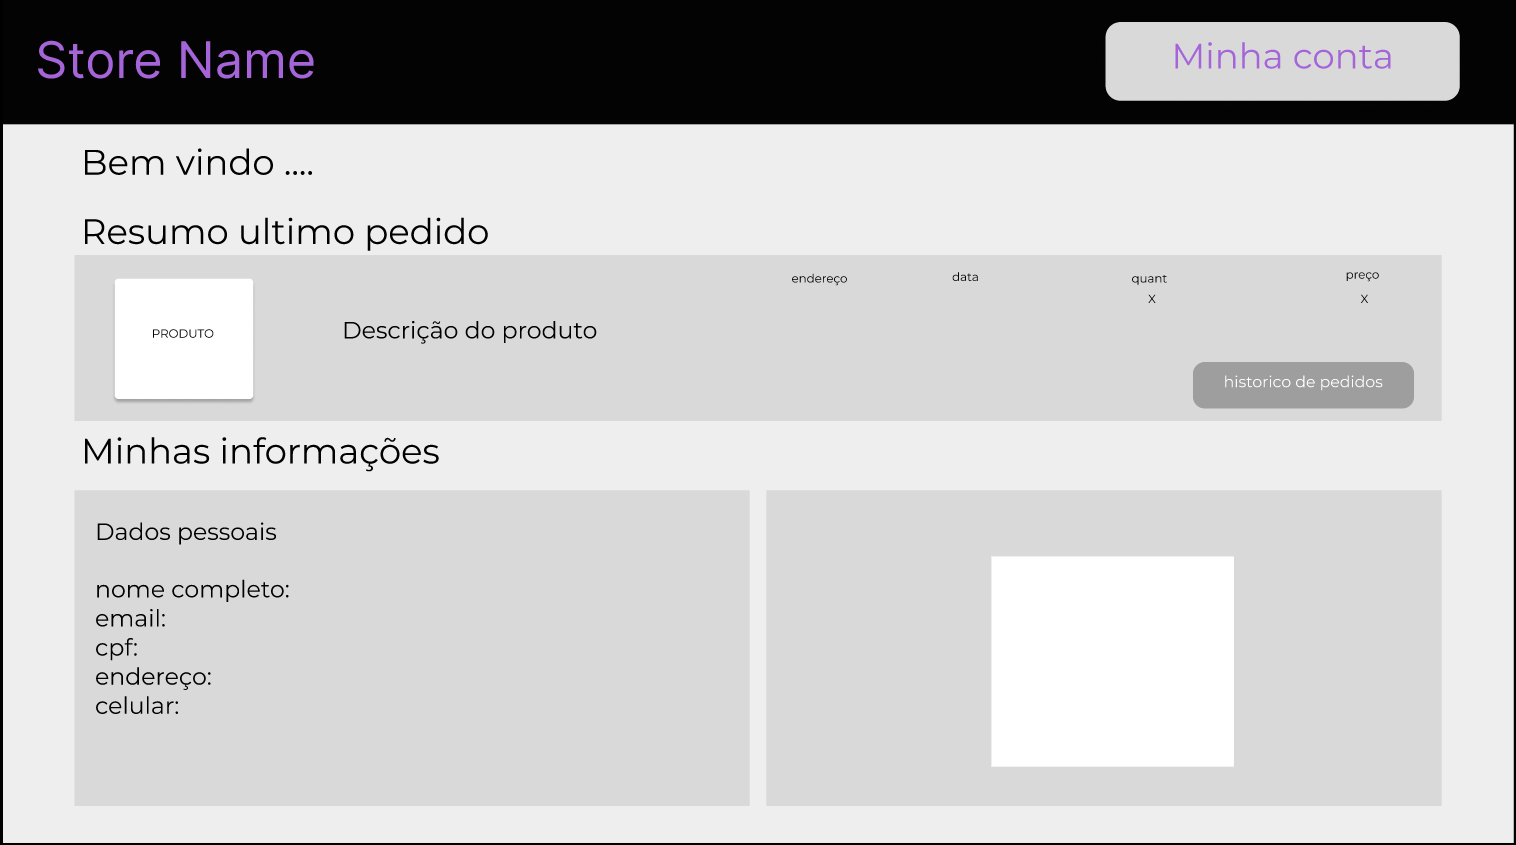 Store Name
Minha conta
Bem vindo ....
Resumo ultimo pedido
PRODUTO
Descrição do produto
endereço
data
quant
X
preço
X
historico de pedidos
Minhas informações
Dados pessoais
nome completo:
email:
cpf:
endereço:
celular: